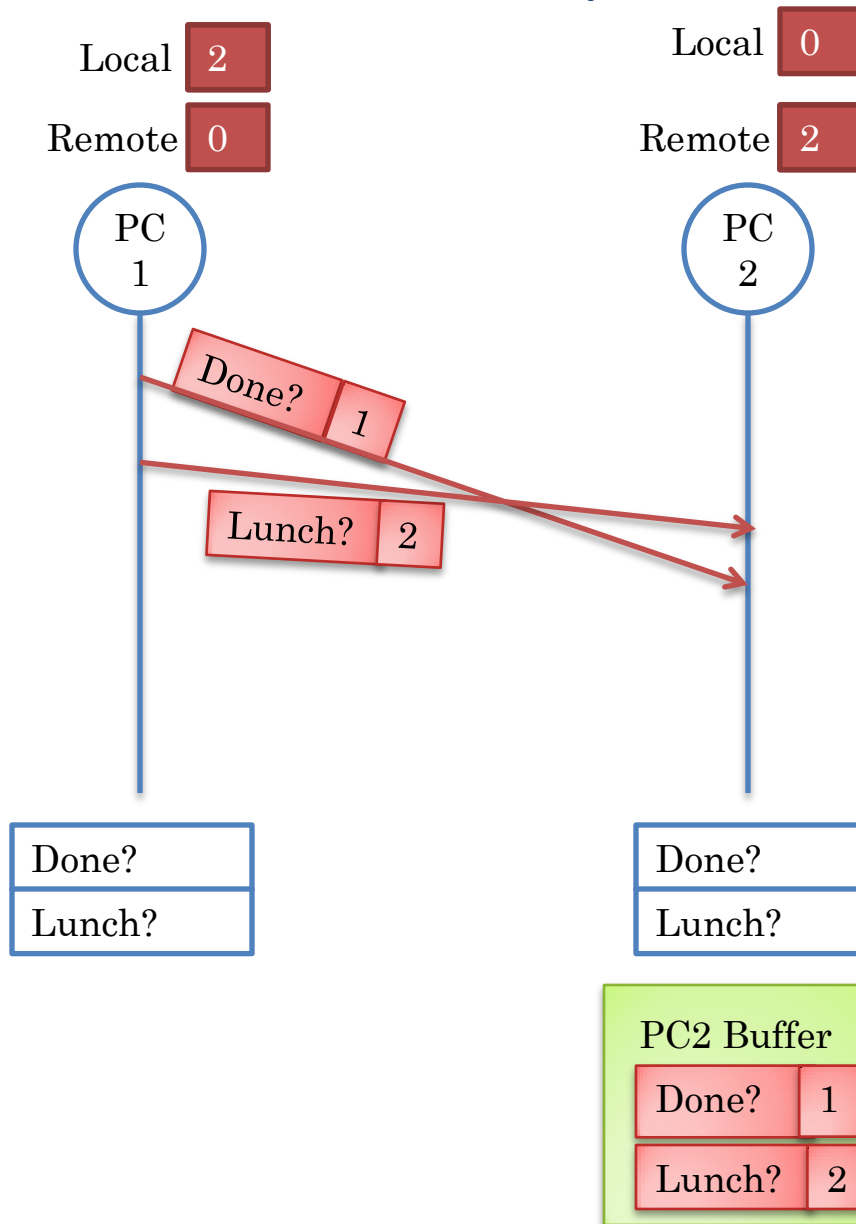 Local 2
Local 0
Remote 0
Remote 2
PC
1
PC
2
Done? 1
Lunch? 2
Done?
Lunch?
Done?
Lunch?
PC2 Buffer
Done? 1
Lunch? 2